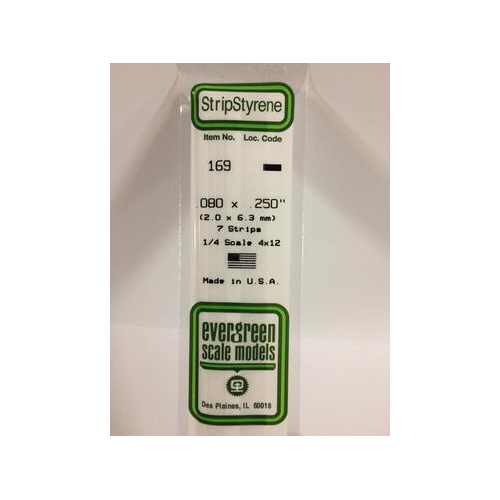 StripStyrene
Item No. Loc. Code
169
.080 x .250"
(2.0 x 6.3 mm)
7 Strips
1/4 Scale 4x12
Made in U.S.A.
evergreen
scale models
Des Plaines, IL 60018